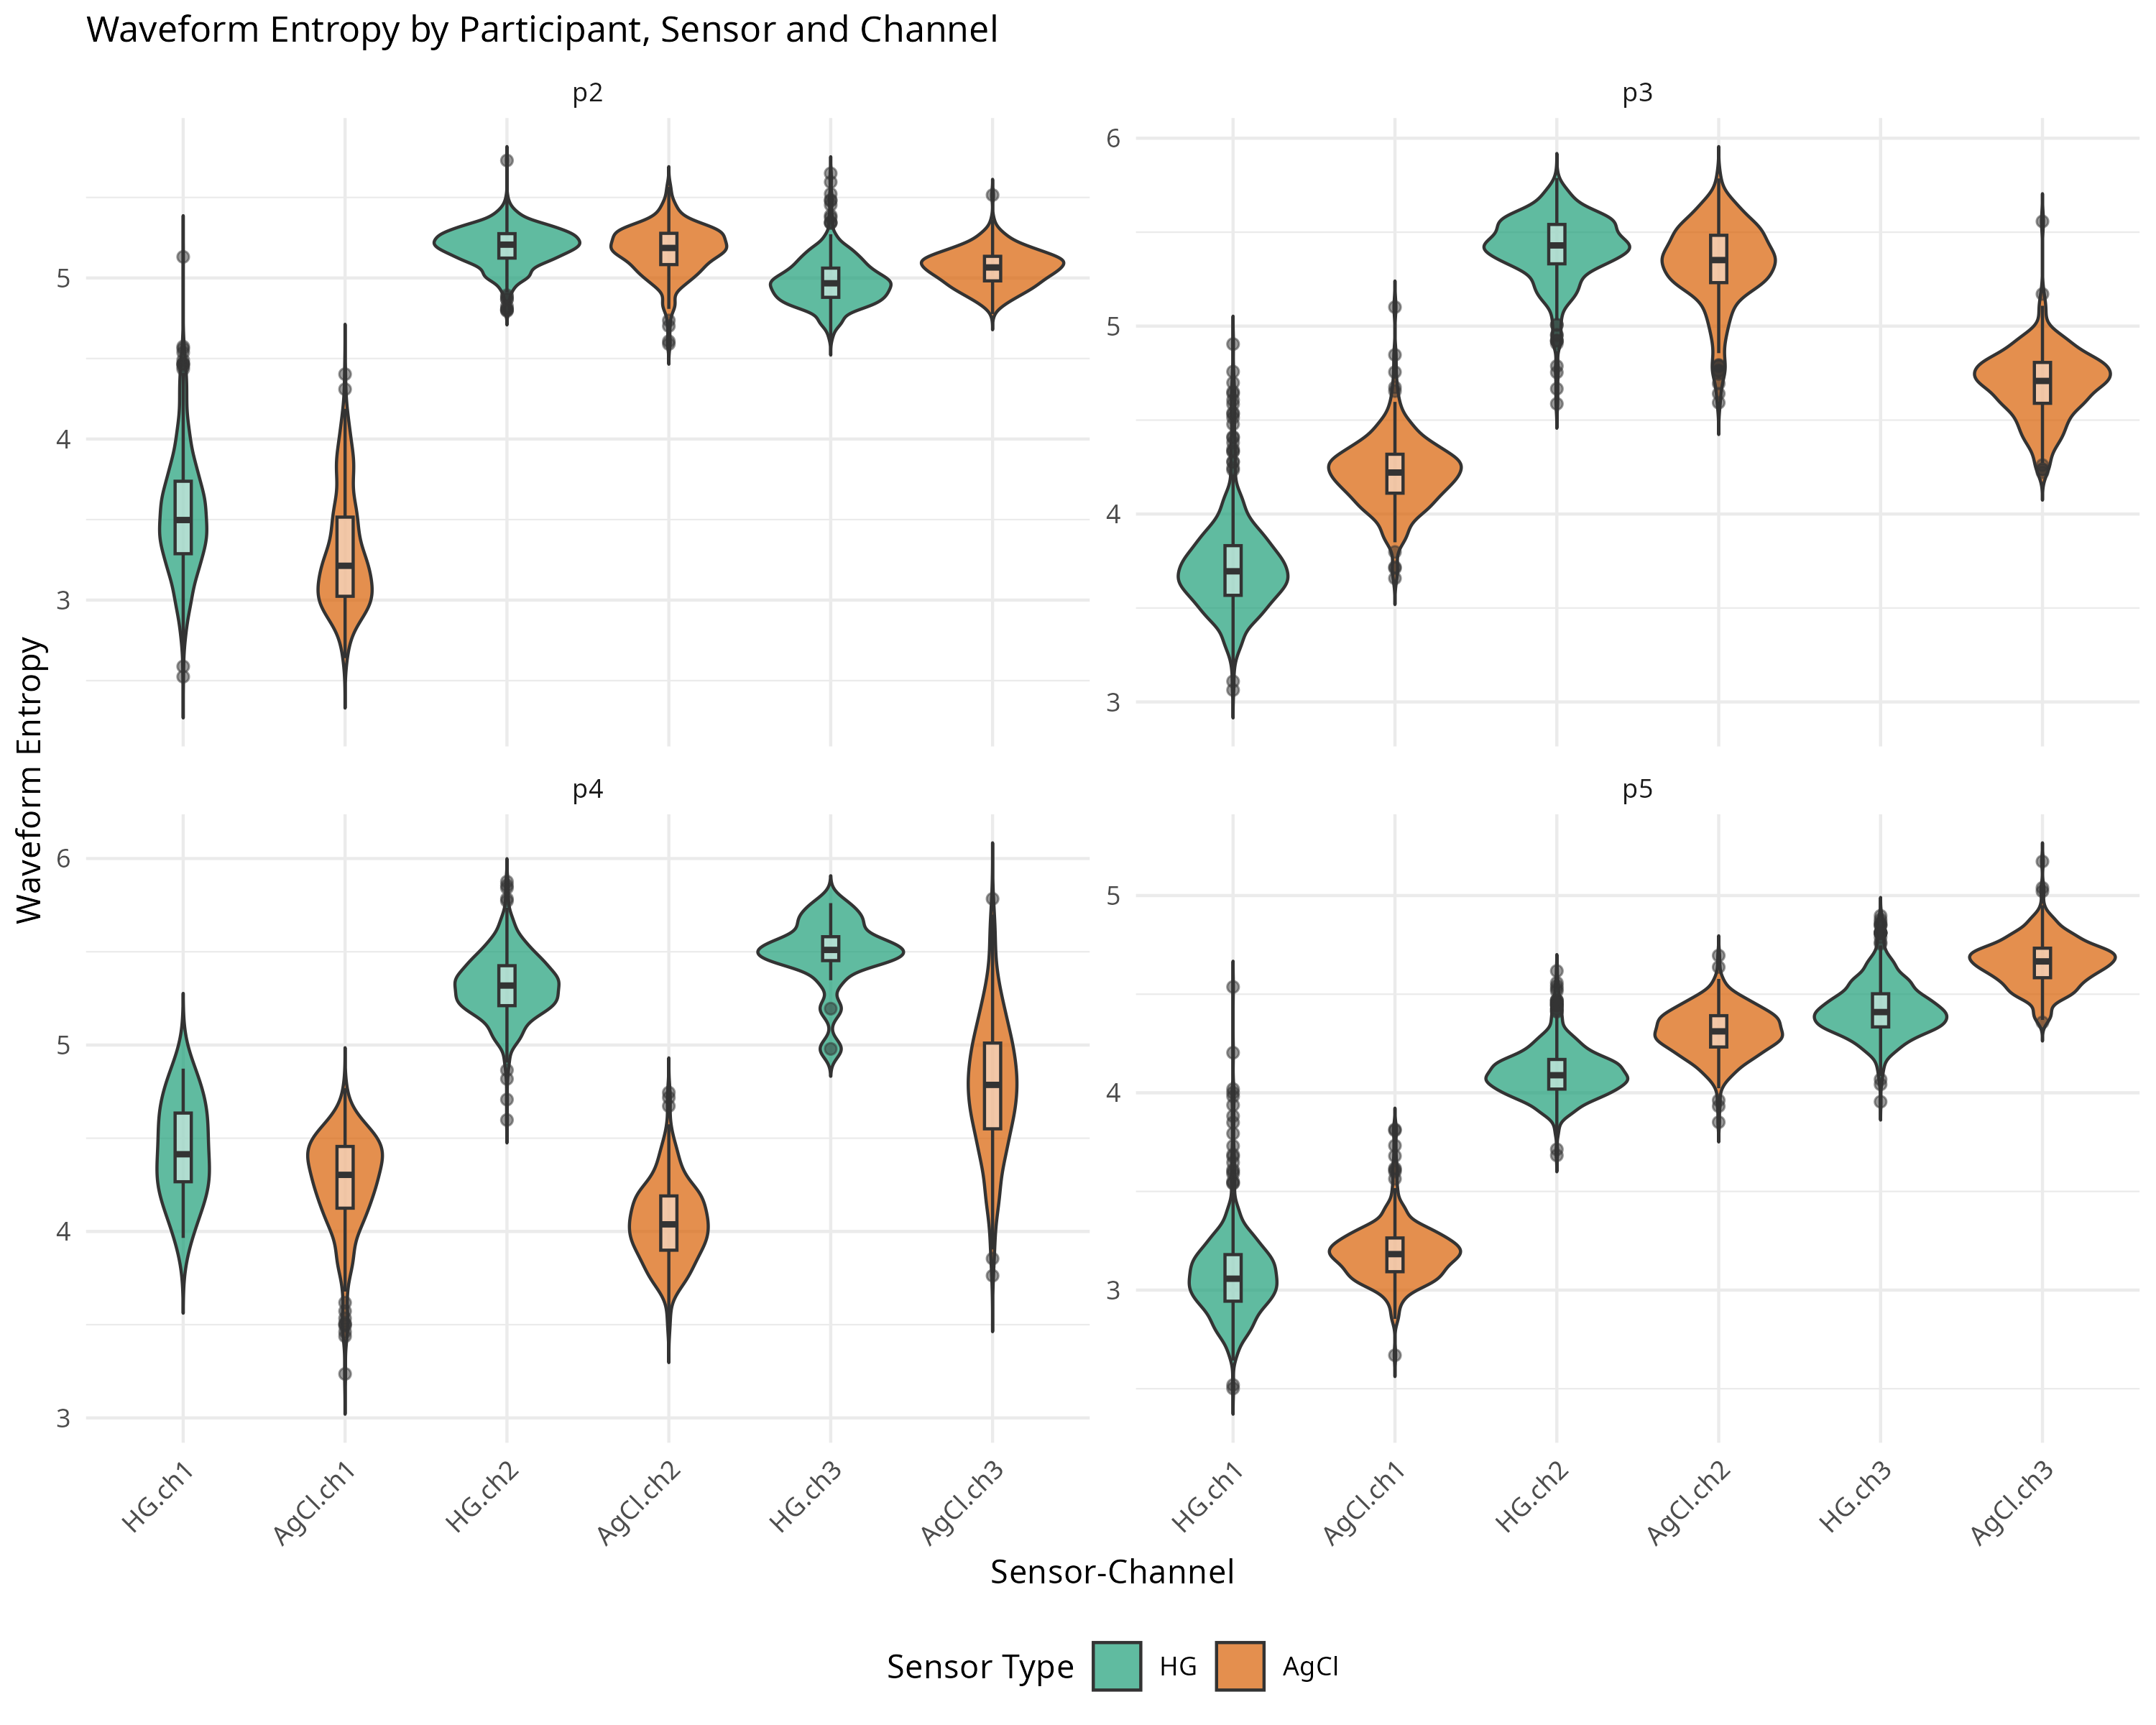 Waveform Entropy by Participant, Sensor and Channel
p2
p3
5
4
3
6
5
4
3
Waveform Entropy
p4
p5
6
5
4
3
5
4
3
HG.ch1
AgCl.ch1
HG.ch2
AgCl.ch2
HG.ch3
AgCl.ch3
HG.ch1
AgCl.ch1
HG.ch2
AgCl.ch2
HG.ch3
AgCl.ch3
Sensor-Channel
Sensor Type HG AgCl